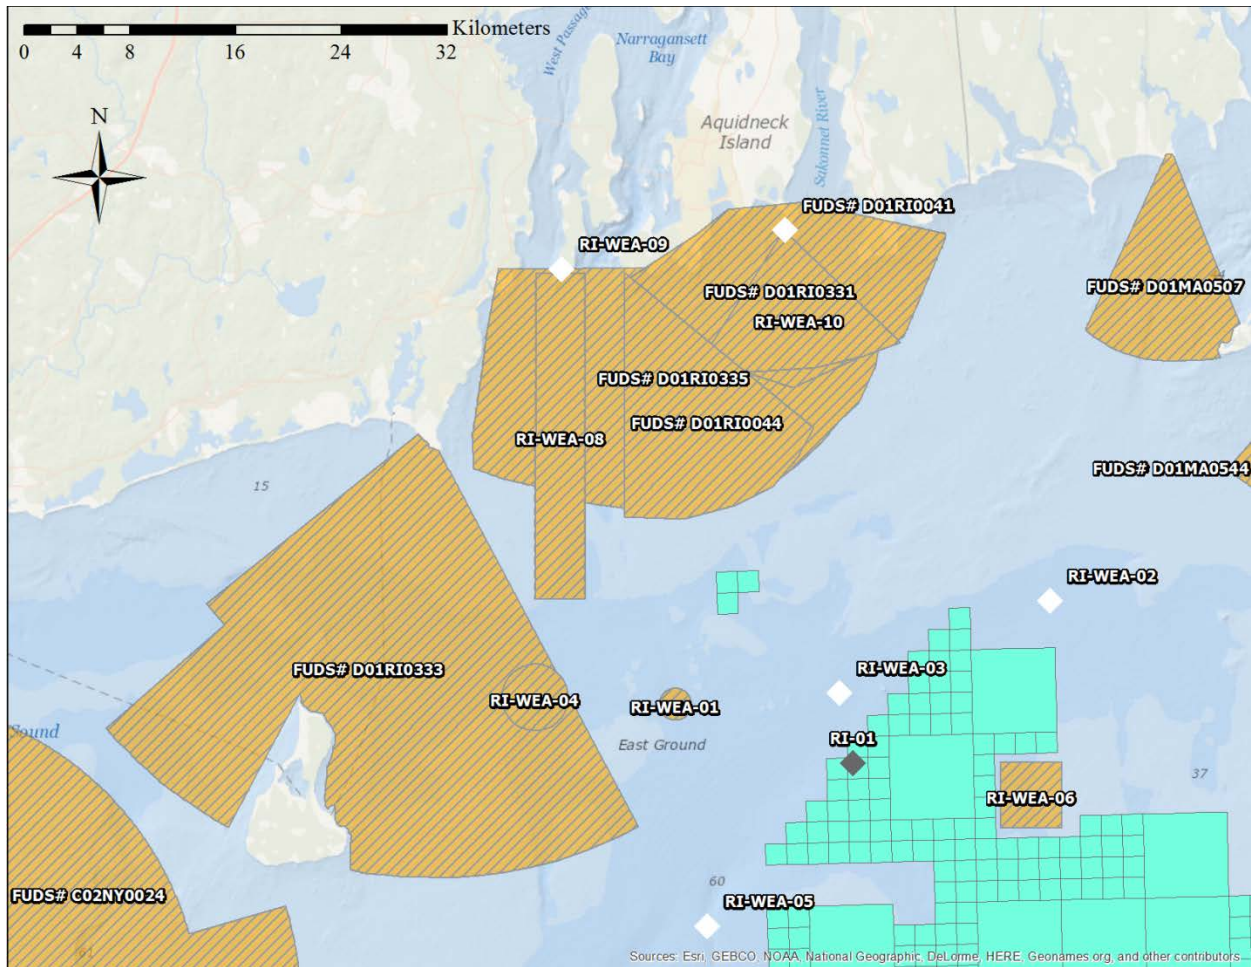 Kilometers
0 4 8 16 24 32
N
West Passage
Narragansett
Bay
Aquidneck
Island
Sakonnet River
FUDS# D01RI0041
RI-WEA-09
FUDS# D01RI0331
RI-WEA-10
FUDS# D01MA0507
FUDS# D01RI0335
FUDS# D01RI0044
RI-WEA-08
FUDS# D01MA0544
15
RI-WEA-02
FUDS# D01RI0333
RI-WEA-03
RI-WEA-04
RI-WEA-01
Sound
East Ground
RI-01
37
RI-WEA-06
60
FUDS# C02NY0024
RI-WEA-05
61
Sources: Esri, GEBCO, NOAA, National Geographic, DeLorme, HERE, Geonames.org, and other contributors